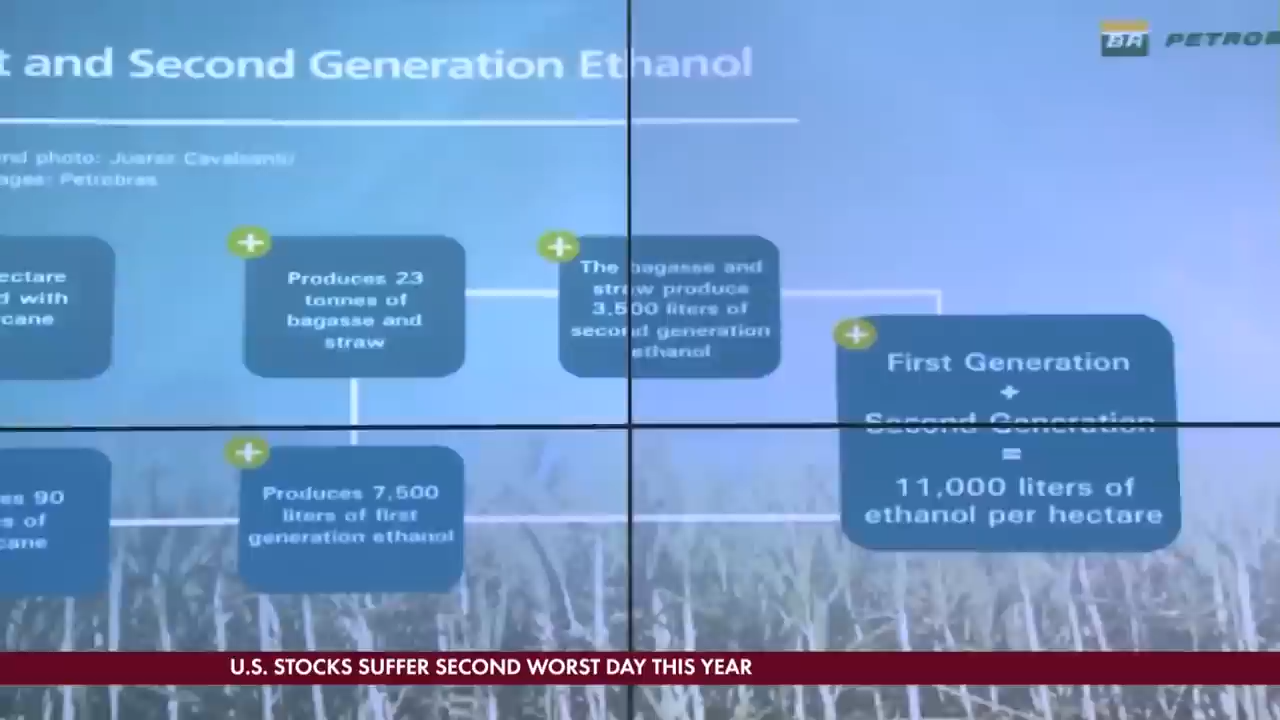 t and Second Generation Ethanol
BR PETROB
nd photo: Juarez Cavalcanti
ages: Petrobras
ectare
d with
cane
Produces 23
tonnes of
bagasse and
straw
The bagasse and
straw produce
3,500 liters of
second generation
ethanol
First Generation
+
Second Generation
=
11,000 liters of
ethanol per hectare
es 90
s of
cane
Produces 7,500
liters of first
generation ethanol
U.S. STOCKS SUFFER SECOND WORST DAY THIS YEAR